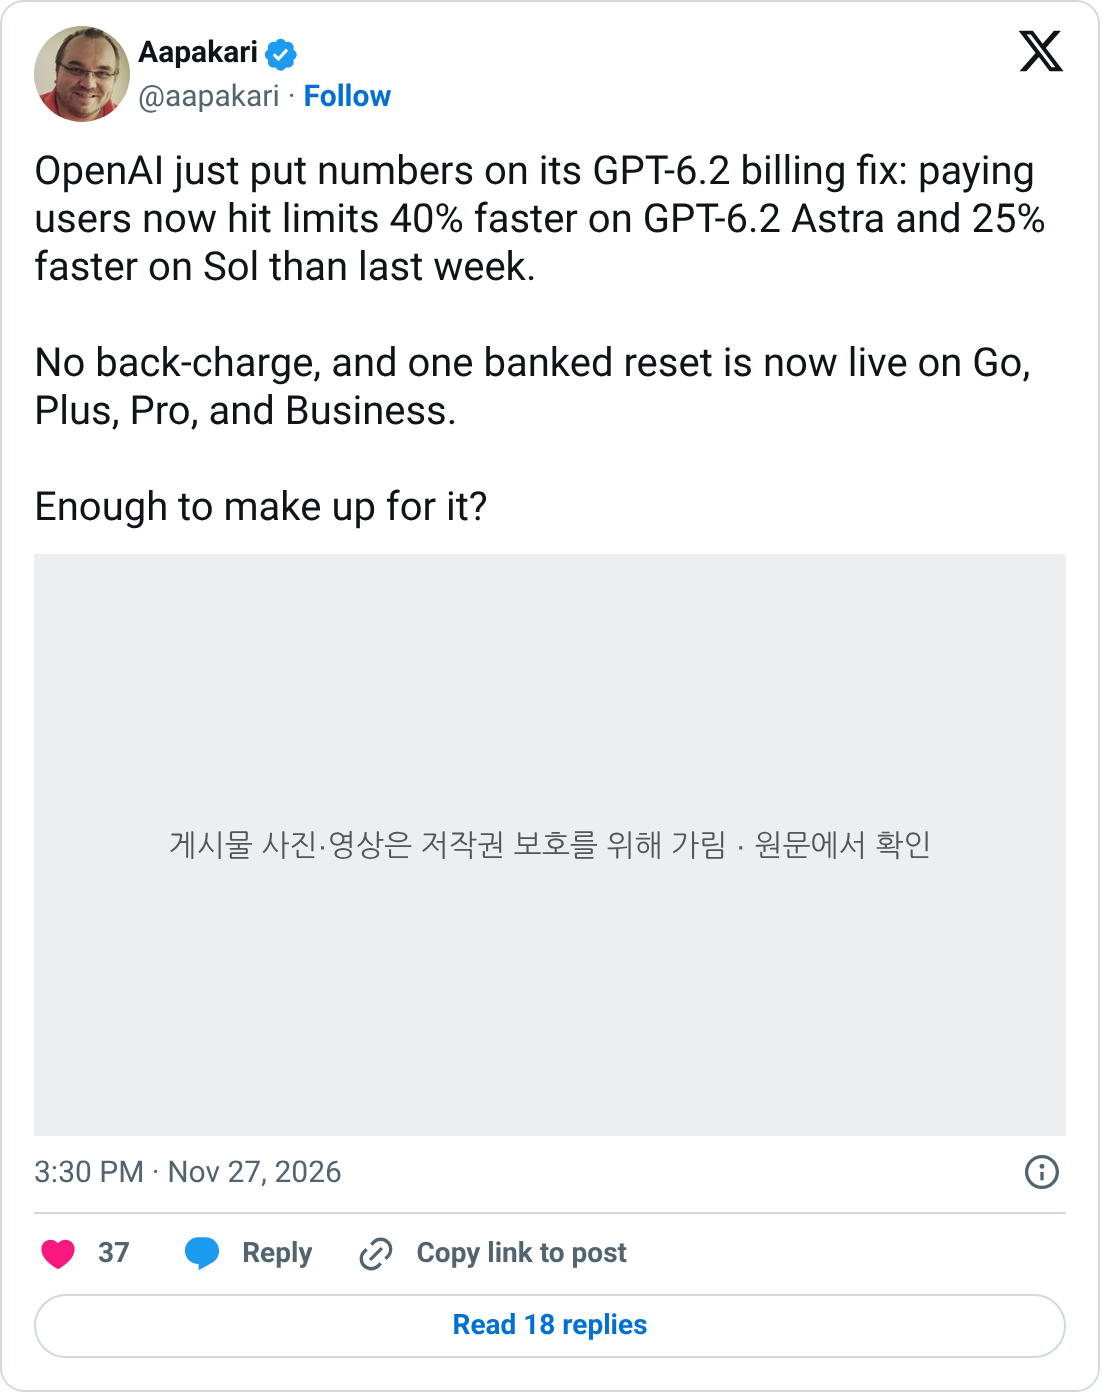 Aapakari
@aapakari · Follow
OpenAI just put numbers on its GPT-6.2 billing fix: paying
users now hit limits 40% faster on GPT-6.2 Astra and 25%
faster on Sol than last week.
No back-charge, and one banked reset is now live on Go,
Plus, Pro, and Business.
Enough to make up for it?
게시물 사진·영상은 저작권 보호를 위해 가림 · 원문에서 확인
3:30 PM · Nov 27, 2026
37 Reply Copy link to post
Read 18 replies